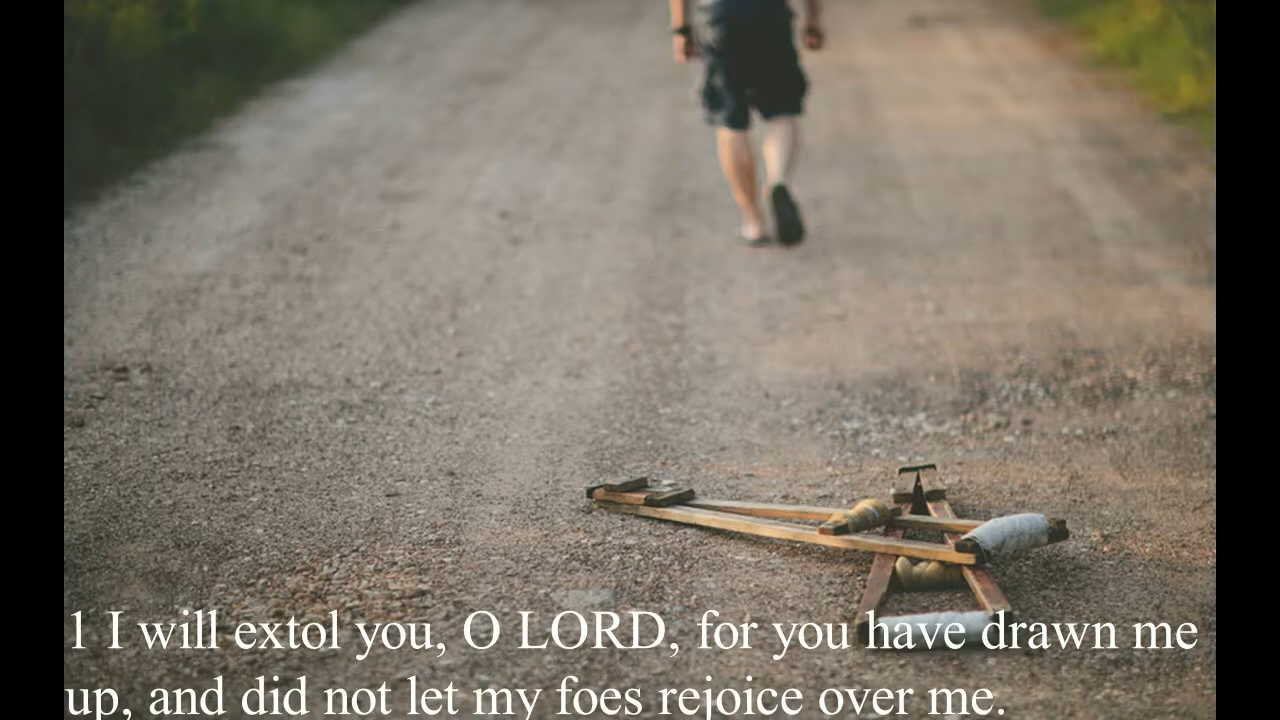 1 I will extol you, O LORD, for you have drawn me
up, and did not let my foes rejoice over me.